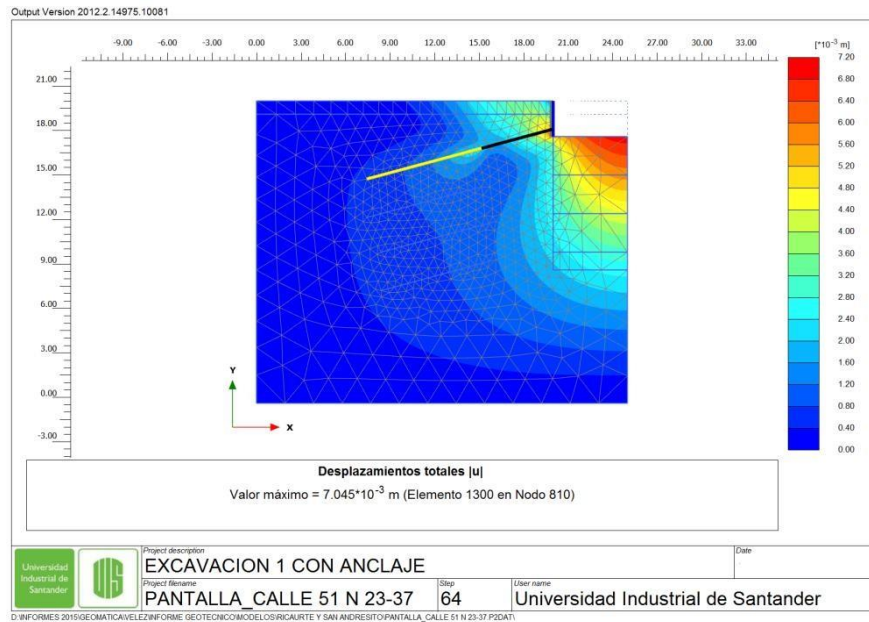 Output Version 2012.2.14975.10081
-9.00 -6.00 -3.00 0.00 3.00 6.00 9.00 12.00 15.00 18.00 21.00 24.00 27.00 30.00 33.00
[*10⁻³ m]
21.00
18.00
15.00
12.00
9.00
6.00
3.00
0.00
-3.00
7.20
6.80
6.40
6.00
5.60
5.20
4.80
4.40
4.00
3.60
3.20
2.80
2.40
2.00
1.60
1.20
0.80
0.40
0.00
Y
X
Desplazamientos totales |u|
Valor máximo = 7.045*10⁻³ m (Elemento 1300 en Nodo 810)
Universidad
Industrial de
Santander
UIS
Project description
EXCAVACION 1 CON ANCLAJE
Date
Project filename
PANTALLA_CALLE 51 N 23-37
Step
64
User name
Universidad Industrial de Santander
D:\INFORMES 2015\GEOMATICA\VELEZ\INFORME GEOTECNICO\MODELOS\RICAURTE Y SAN ANDRESITO\PANTALLA_CALLE 51 N 23-37.P2DAT\